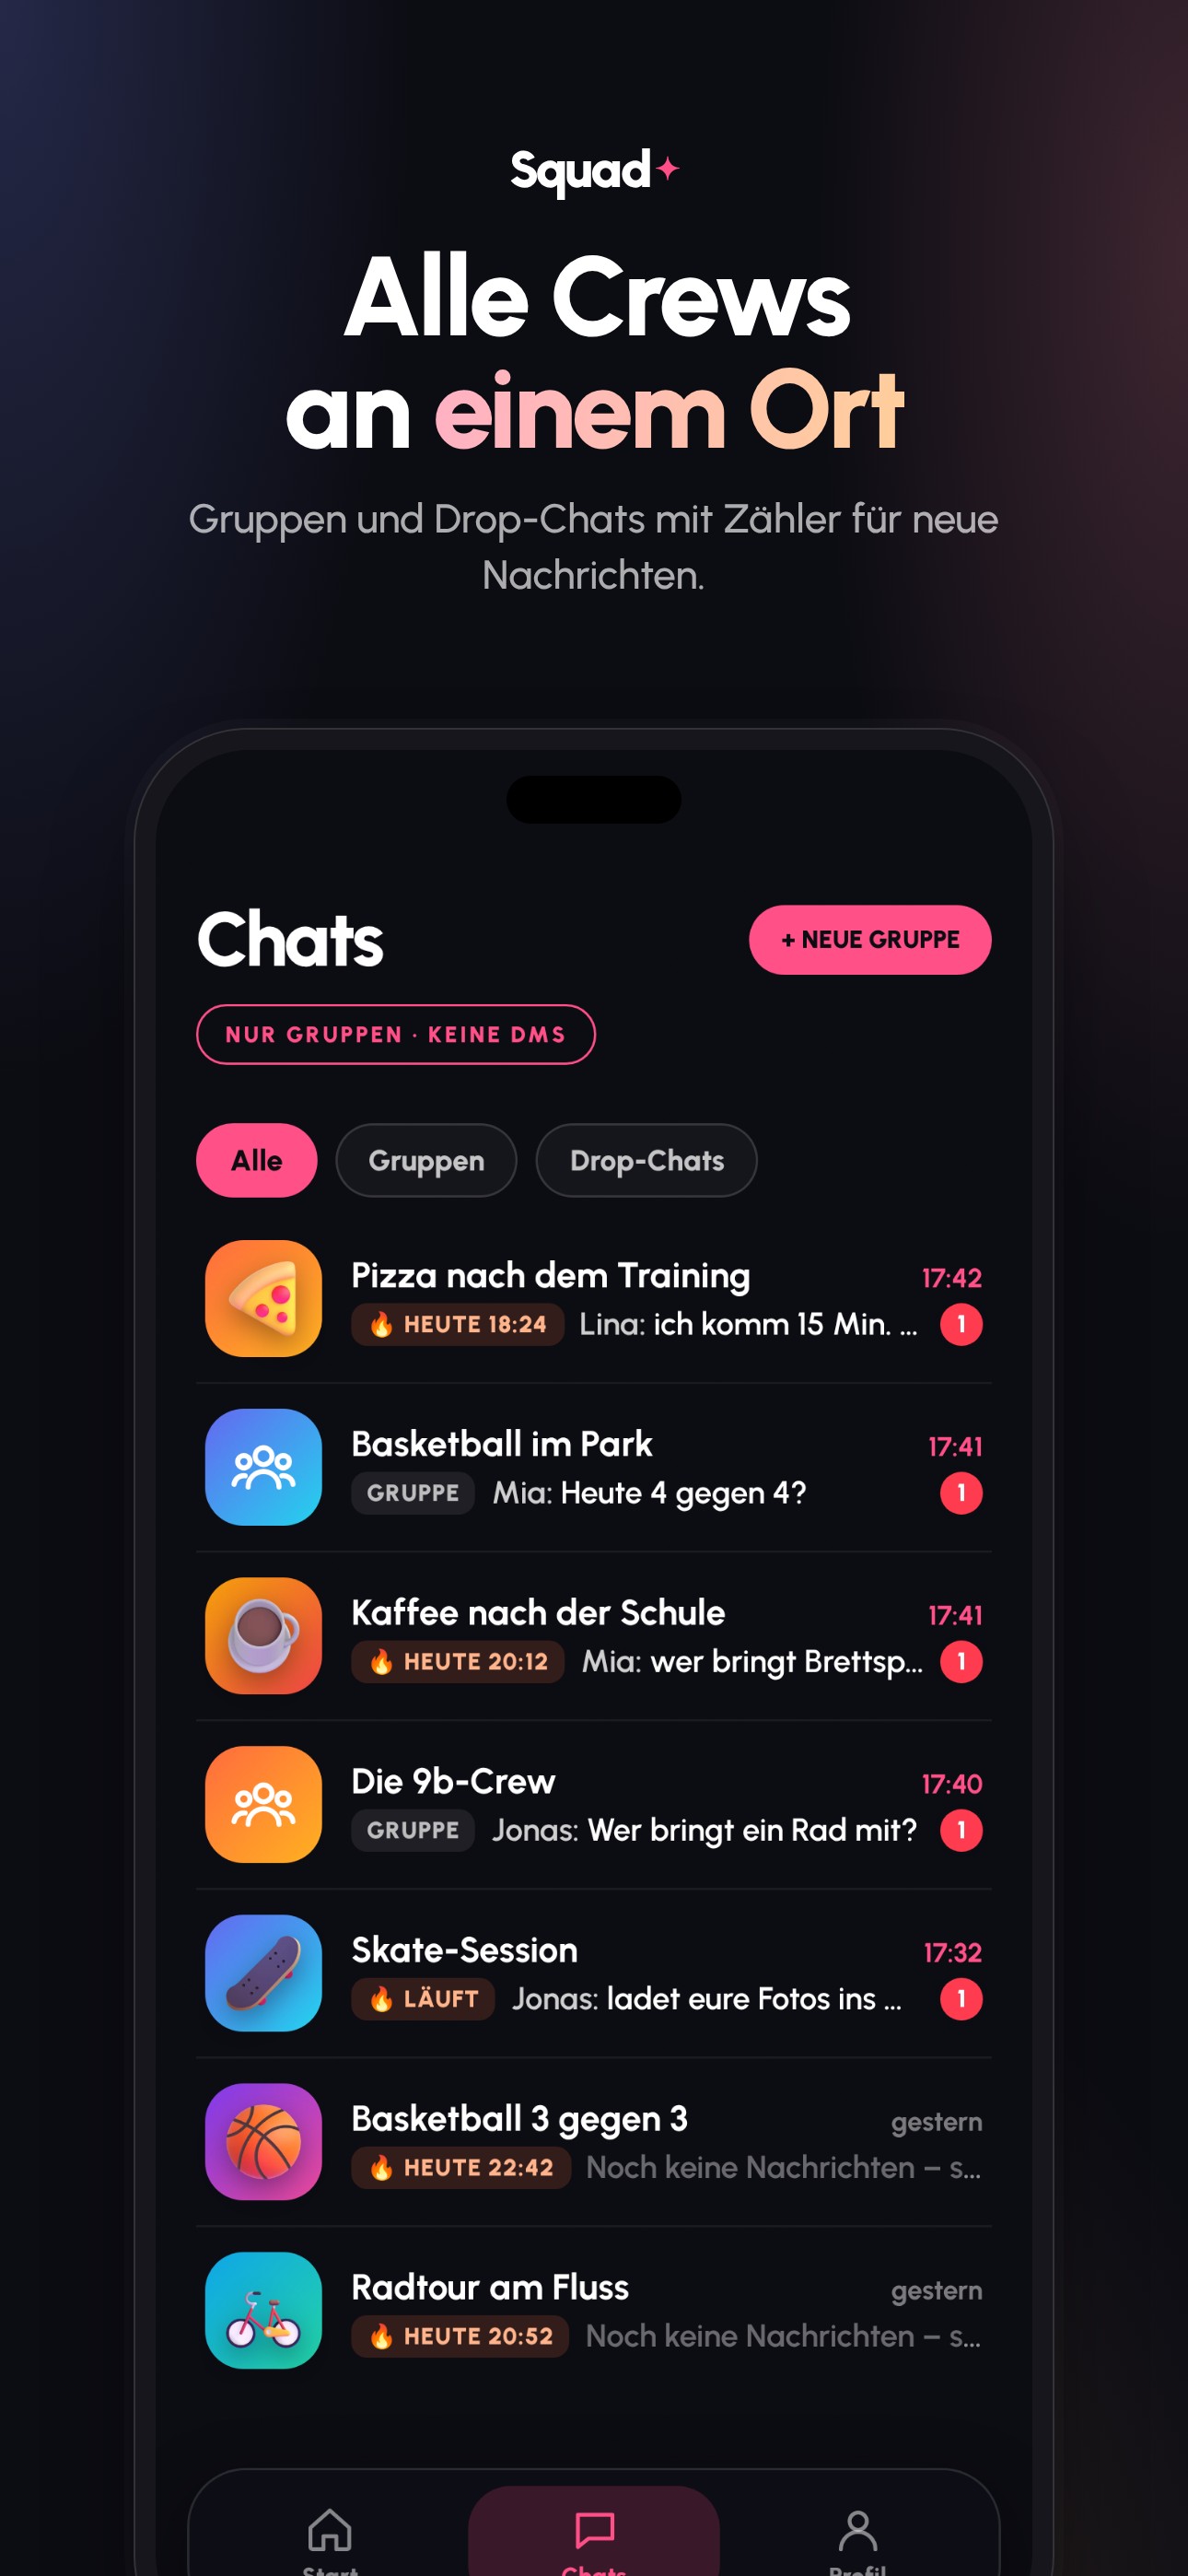 Squad
Alle Crews
an einem Ort
Gruppen und Drop-Chats mit Zähler für neue
Nachrichten.
Chats
+ NEUE GRUPPE
NUR GRUPPEN · KEINE DMS
Alle Gruppen Drop-Chats
Pizza nach dem Training 17:42
🔥 HEUTE 18:24 Lina: ich komm 15 Min. ... 1
Basketball im Park 17:41
GRUPPE Mia: Heute 4 gegen 4? 1
Kaffee nach der Schule 17:41
🔥 HEUTE 20:12 Mia: wer bringt Brettsp... 1
Die 9b-Crew 17:40
GRUPPE Jonas: Wer bringt ein Rad mit? 1
Skate-Session 17:32
🔥 LÄUFT Jonas: ladet eure Fotos ins ... 1
Basketball 3 gegen 3 gestern
🔥 HEUTE 22:42 Noch keine Nachrichten – s...
Radtour am Fluss gestern
🔥 HEUTE 20:52 Noch keine Nachrichten – s...
Start Chats Profil